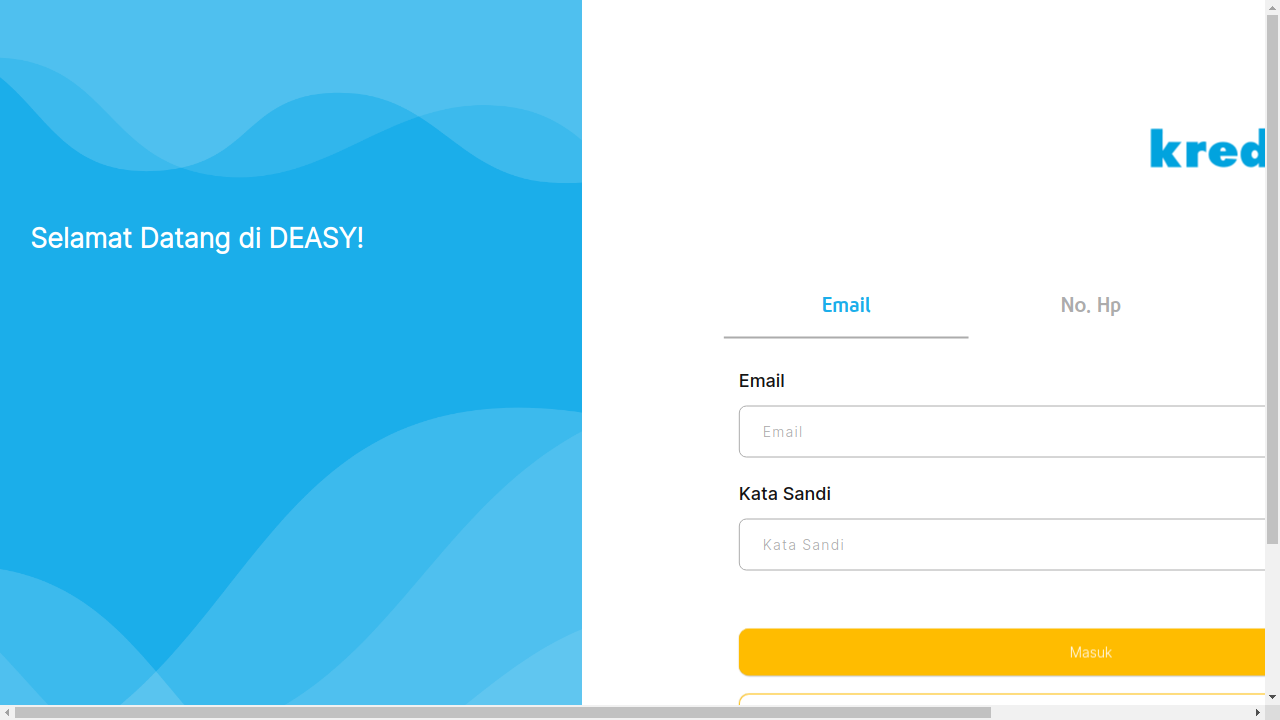 Selamat Datang di DEASY!
kred
Email
No. Hp
Email
Email
Kata Sandi
Kata Sandi
Masuk